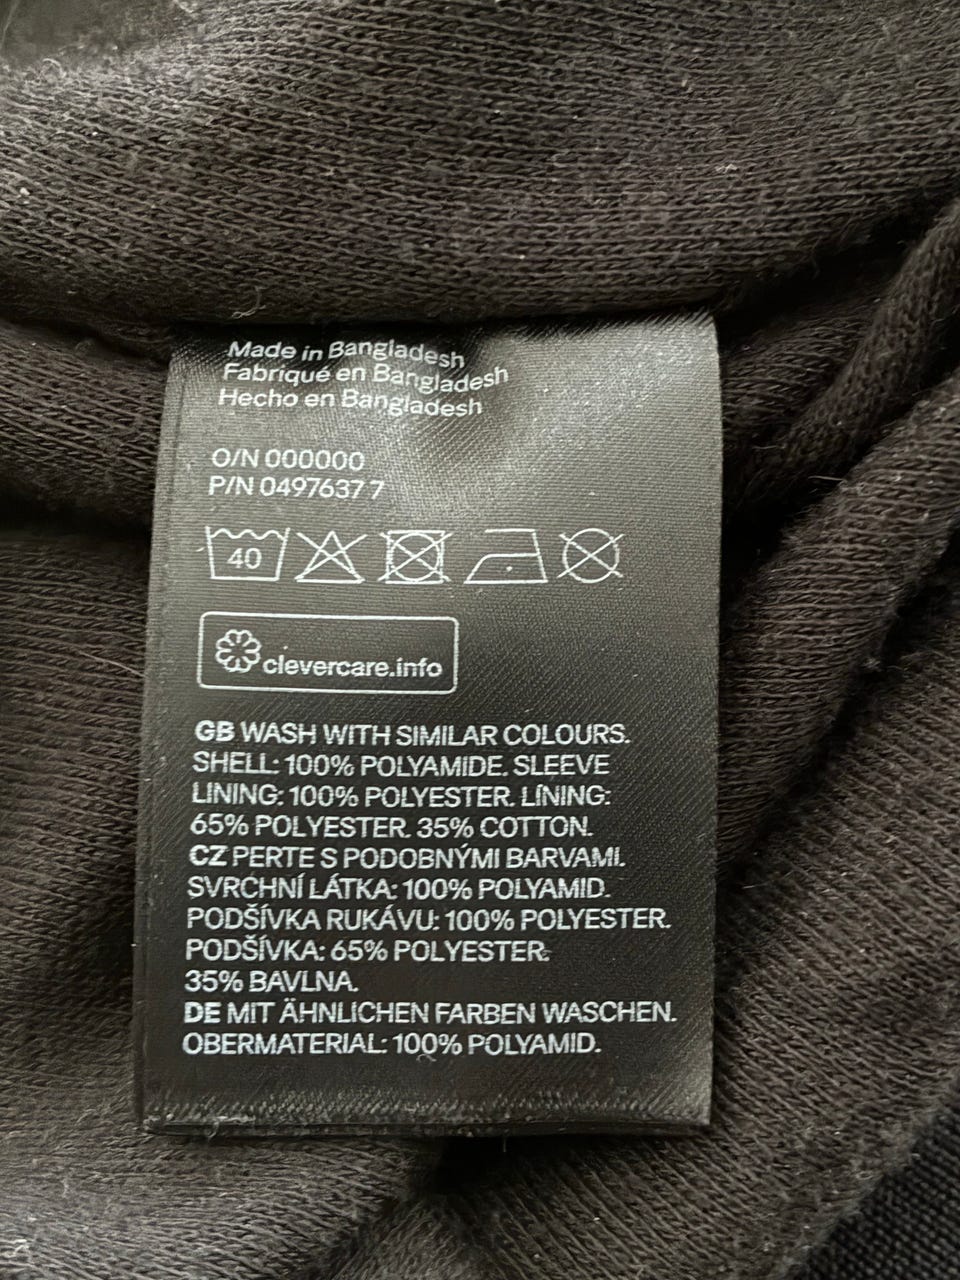 Made in Bangladesh
Fabriqué en Bangladesh
Hecho en Bangladesh
O/N 000000
P/N 0497637 7
40
clevercare.info
GB WASH WITH SIMILAR COLOURS.
SHELL: 100% POLYAMIDE. SLEEVE
LINING: 100% POLYESTER. LINING:
65% POLYESTER. 35% COTTON.
CZ PERTE S PODOBNÝMI BARVAMI.
SVRCHNÍ LÁTKA: 100% POLYAMID.
PODŠÍVKA RUKÁVU: 100% POLYESTER.
PODŠÍVKA: 65% POLYESTER.
35% BAVLNA.
DE MIT ÄHNLICHEN FARBEN WASCHEN.
OBERMATERIAL: 100% POLYAMID.